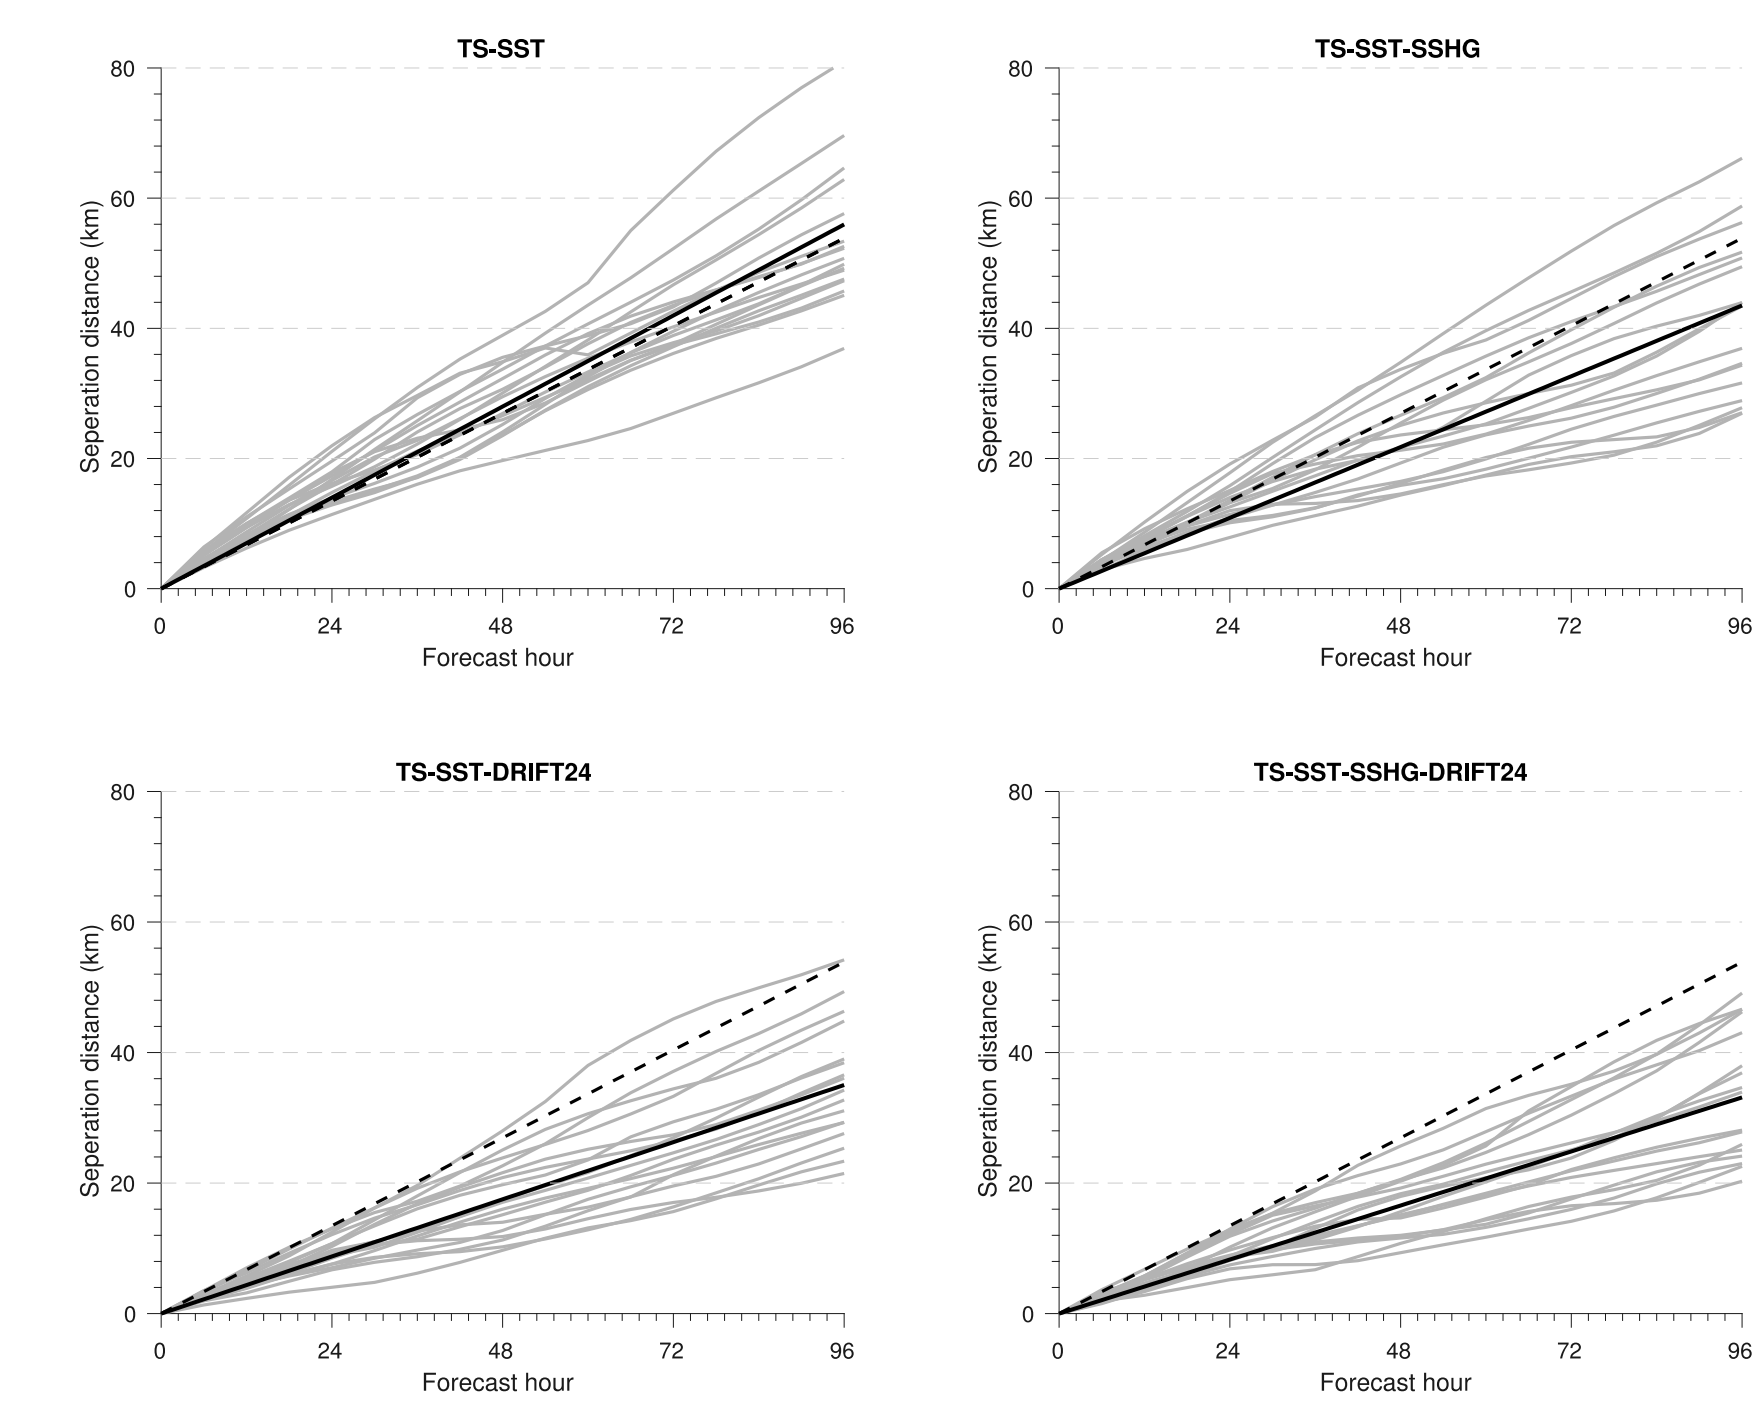 TS-SST
80
60
40
20
0
Seperation distance (km)
0 24 48 72 96
Forecast hour
TS-SST-SSHG
80
60
40
20
0
Seperation distance (km)
0 24 48 72 96
Forecast hour
TS-SST-DRIFT24
80
60
40
20
0
Seperation distance (km)
0 24 48 72 96
Forecast hour
TS-SST-SSHG-DRIFT24
80
60
40
20
0
Seperation distance (km)
0 24 48 72 96
Forecast hour